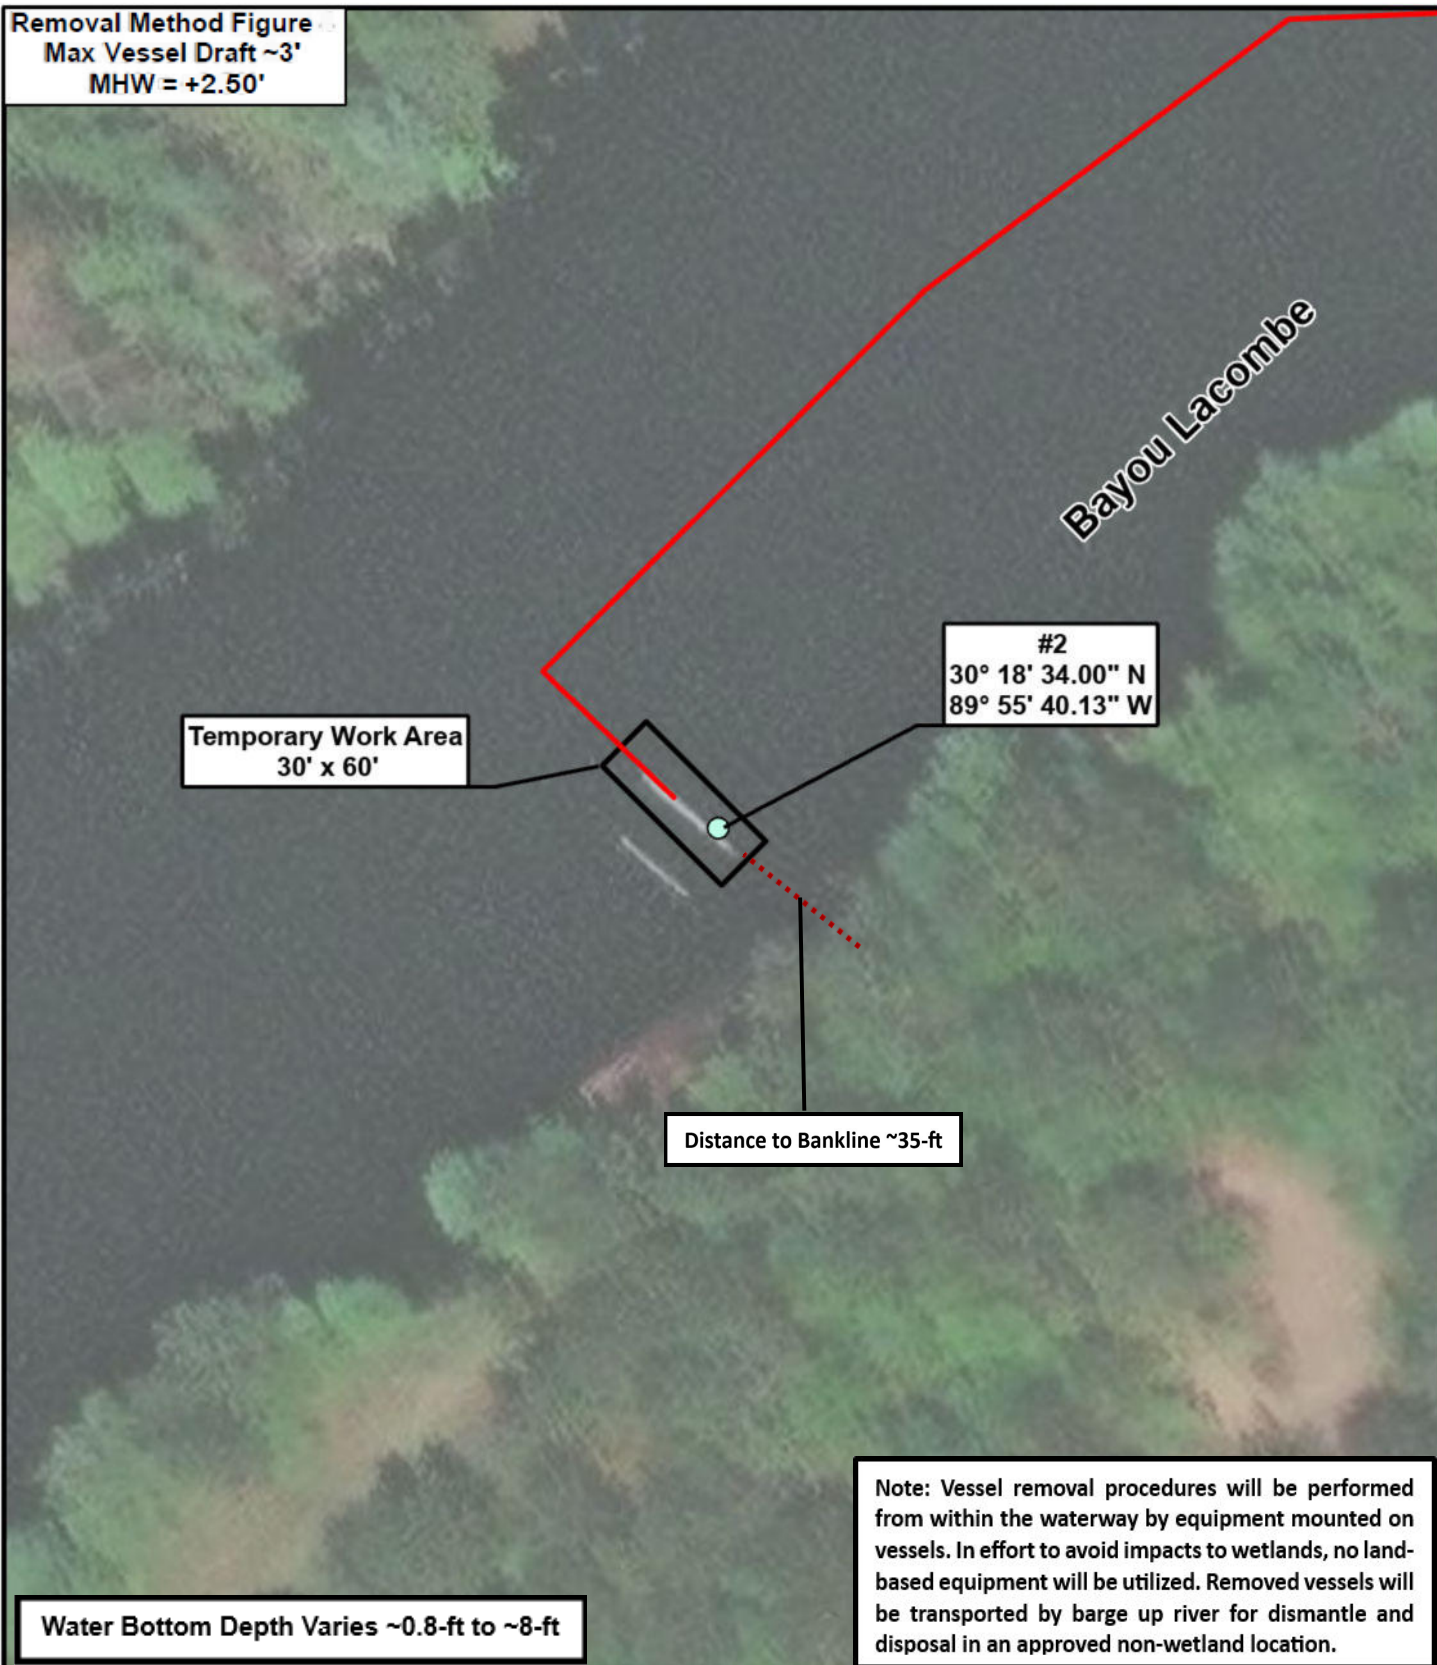 Removal Method Figure
Max Vessel Draft ~3'
MHW = +2.50'
Bayou Lacombe
#2
30° 18' 34.00" N
89° 55' 40.13" W
Temporary Work Area
30' x 60'
Distance to Bankline ~35-ft
Note: Vessel removal procedures will be performed
from within the waterway by equipment mounted on
vessels. In effort to avoid impacts to wetlands, no land-
based equipment will be utilized. Removed vessels will
be transported by barge up river for dismantle and
disposal in an approved non-wetland location.
Water Bottom Depth Varies ~0.8-ft to ~8-ft